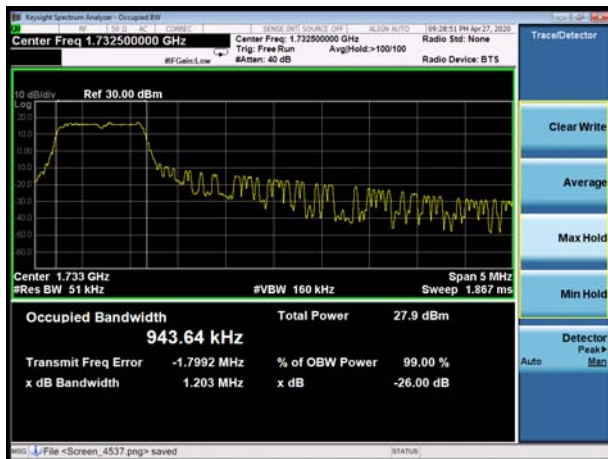 Keysight Spectrum Analyzer - Occupied BW
RF 50 Ω AC CORREC SENSE:INT SOURCE OFF ALIGN AUTO 09:28:51 PM Apr 27, 2020
Center Freq 1.732500000 GHz Center Freq: 1.732500000 GHz Radio Std: None Trace/Detector
Trig: Free Run Avg|Hold:>100/100
#IFGain:Low #Atten: 40 dB Radio Device: BTS
10 dB/div Ref 30.00 dBm
Log
20.0
10.0
0.00
-10.0
-20.0
-30.0
-40.0
-50.0
-60.0
Clear Write
Average
Max Hold
Min Hold
Detector
Peak▶
Auto Man
Center 1.733 GHz Span 5 MHz
#Res BW 51 kHz #VBW 160 kHz Sweep 1.867 ms
Occupied Bandwidth Total Power 27.9 dBm
943.64 kHz
Transmit Freq Error -1.7992 MHz % of OBW Power 99.00 %
x dB Bandwidth 1.203 MHz x dB -26.00 dB
MSG File <Screen_4537.png> saved STATUS